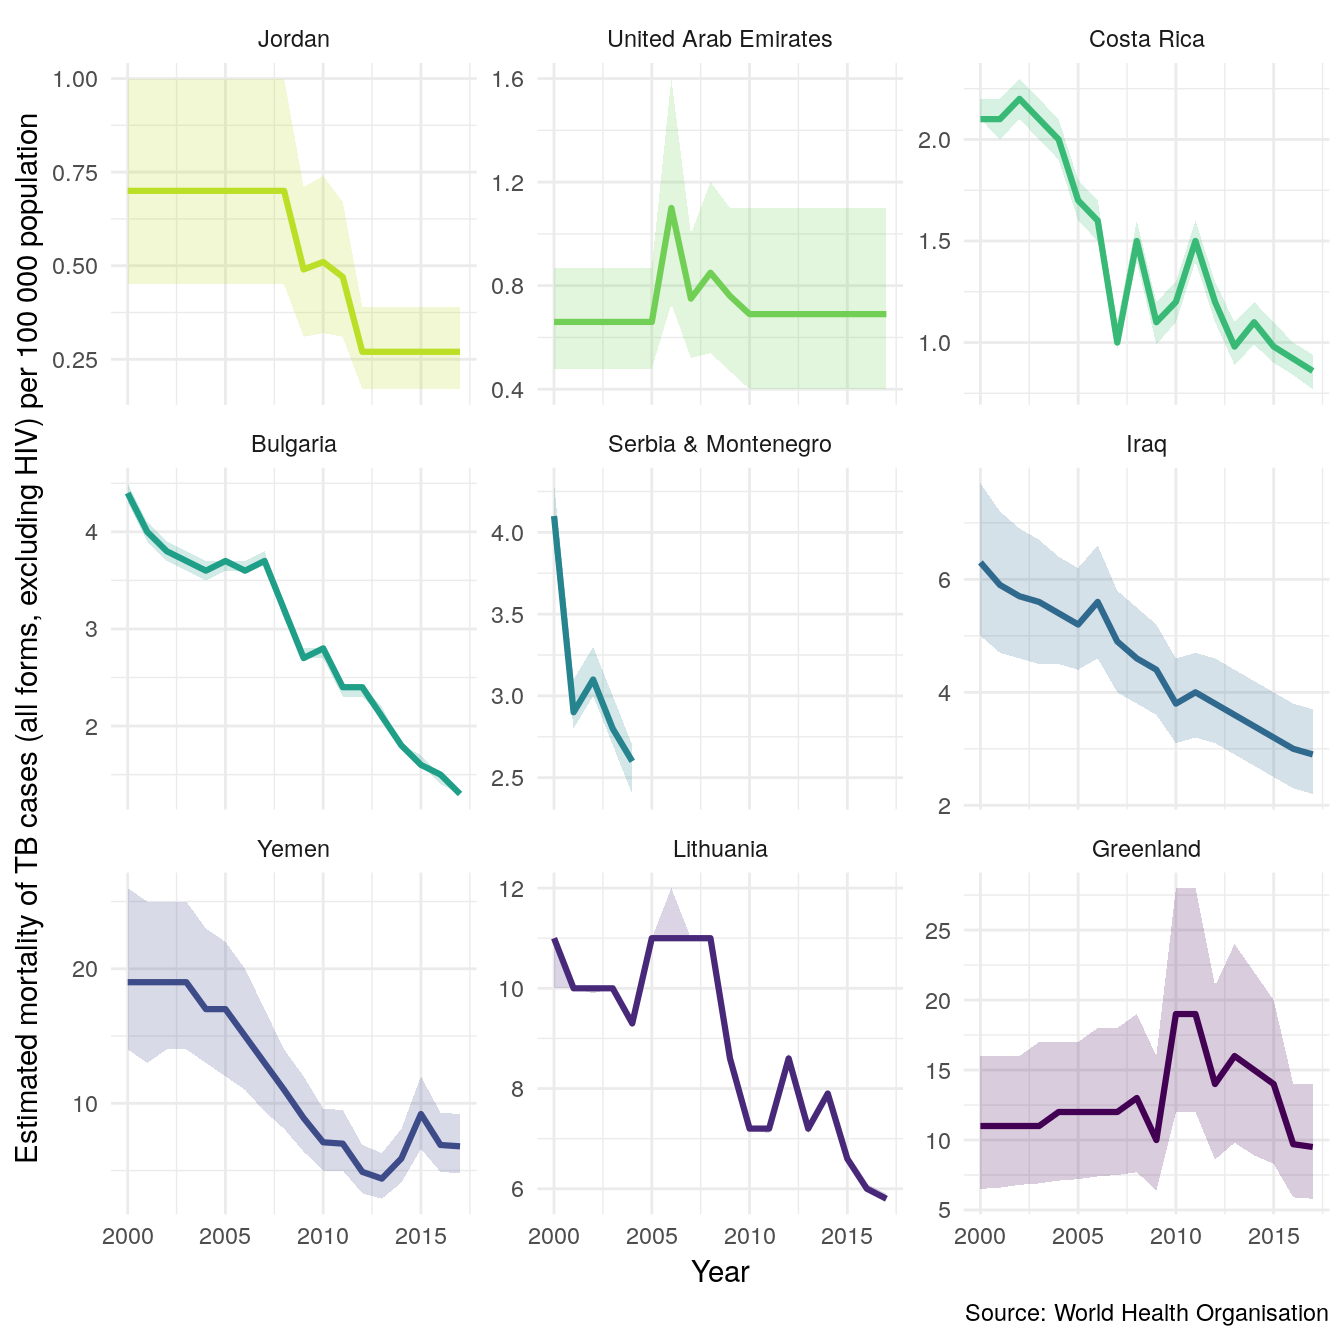 Estimated mortality of TB cases (all forms, excluding HIV) per 100 000 population
Jordan
1.00
0.75
0.50
0.25
United Arab Emirates
1.6
1.2
0.8
0.4
Costa Rica
2.0
1.5
1.0
Bulgaria
4
3
2
Serbia & Montenegro
4.0
3.5
3.0
2.5
Iraq
6
4
2
Yemen
20
10
2000 2005 2010 2015
Lithuania
12
10
8
6
2000 2005 2010 2015
Greenland
25
20
15
10
5
2000 2005 2010 2015
Year
Source: World Health Organisation